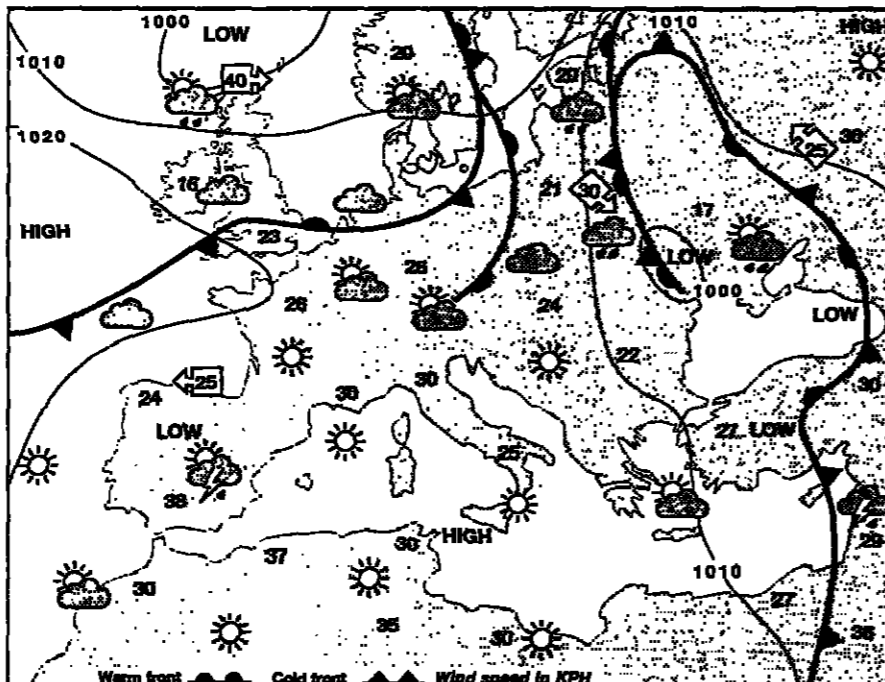 1000 LOW 1010 HIGH
1010 40 20 20
1020 25 30
16 21 30 17
HIGH 23 LOW
26 1000
26 24 LOW
22
25 30 30
24 30
LOW 27 LOW
25
38
HIGH 29
37 30 1010
30 27
35 30 36
Warm front Cold front Wind speed in KPH